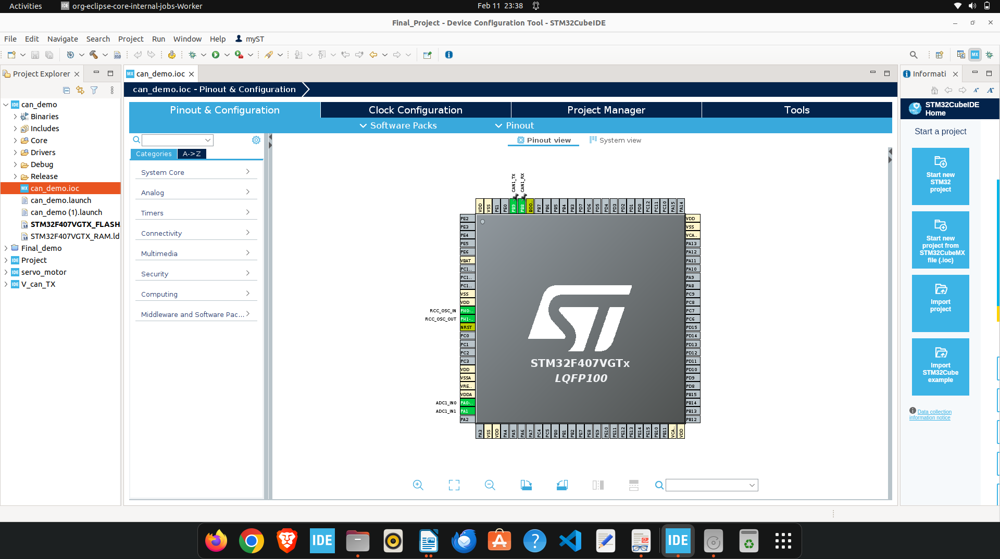 Activities
IDE org-eclipse-core-internal-jobs-Worker
Feb 11 23:38
Final_Project - Device Configuration Tool - STM32CubeIDE
File Edit Navigate Search Project Run Window Help myST
Project Explorer
can_demo.ioc
Informati
can_demo.ioc - Pinout & Configuration
Pinout & Configuration
Clock Configuration
Project Manager
Tools
Software Packs
Pinout
Pinout view
System view
Categories
A->Z
System Core
Analog
Timers
Connectivity
Multimedia
Security
Computing
Middleware and Software Pac...
IDE can_demo
Binaries
Includes
Core
Drivers
Debug
Release
MX can_demo.ioc
can_demo.launch
can_demo (1).launch
STM32F407VGTX_FLASH
STM32F407VGTX_RAM.ld
Final_demo
IDE Project
IDE servo_motor
IDE V_can_TX
CAN1_TX
CAN1_RX
VDD
VSS
PE1
PE0
PB9
PB8
BOO..
PB7
PB6
PB5
PB4
PB3
PD7
PD6
PD5
PD4
PD3
PD2
PD1
PD0
PC12
PC11
PC10
PA15
PA14
PE2
PE3
PE4
PE5
PE6
VBAT
PC1..
PC1..
PC1..
VSS
VDD
RCC_OSC_IN PH0-..
RCC_OSC_OUT PH1-..
NRST
PC0
PC1
PC2
PC3
VDD
VSSA
VRE..
VDDA
ADC1_IN0 PA0-..
ADC1_IN1 PA1
PA2
VDD
VSS
VCA..
PA13
PA12
PA11
PA10
PA9
PA8
PC9
PC8
PC7
PC6
PD15
PD14
PD13
PD12
PD11
PD10
PD9
PD8
PB15
PB14
PB13
PB12
PA3
VSS
VDD
PA4
PA5
PA6
PA7
PC4
PC5
PB0
PB1
PB2
PE7
PE8
PE9
PE10
PE11
PE12
PE13
PE14
PE15
PB10
PB11
VCA..
VDD
ST
STM32F407VGTx
LQFP100
STM32CubeIDE
Home
Start a project
Start new
STM32
project
Start new
project from
STM32CubeMX
file (.ioc)
Import
project
Import
STM32Cube
example
Data collection
information notice
IDE
IDE